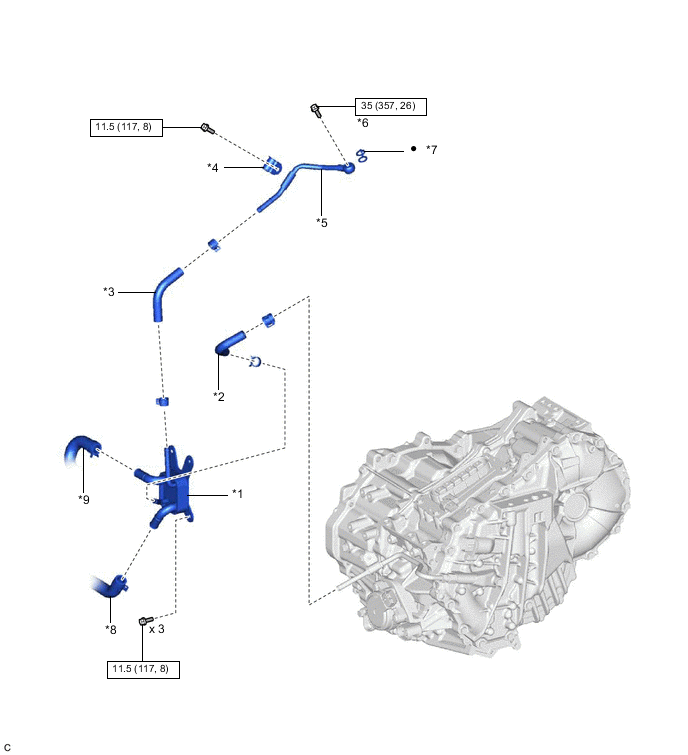 35 (357, 26)
*6
11.5 (117, 8)
● *7
*4
*5
*3
*2
*1
*9
*8
x 3
11.5 (117, 8)
C